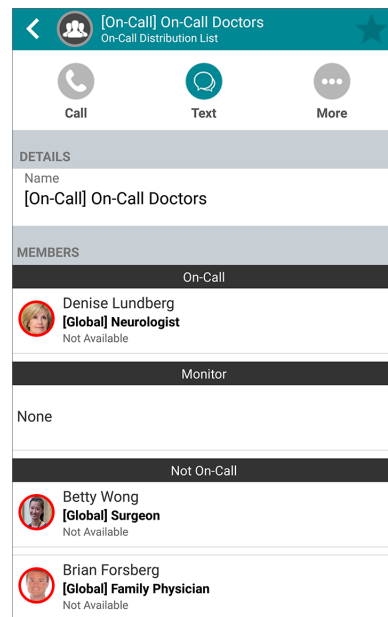 [On-Call] On-Call Doctors
On-Call Distribution List
Call
Text
More
DETAILS
Name
[On-Call] On-Call Doctors
MEMBERS
On-Call
Denise Lundberg
[Global] Neurologist
Not Available
Monitor
None
Not On-Call
Betty Wong
[Global] Surgeon
Not Available
Brian Forsberg
[Global] Family Physician
Not Available